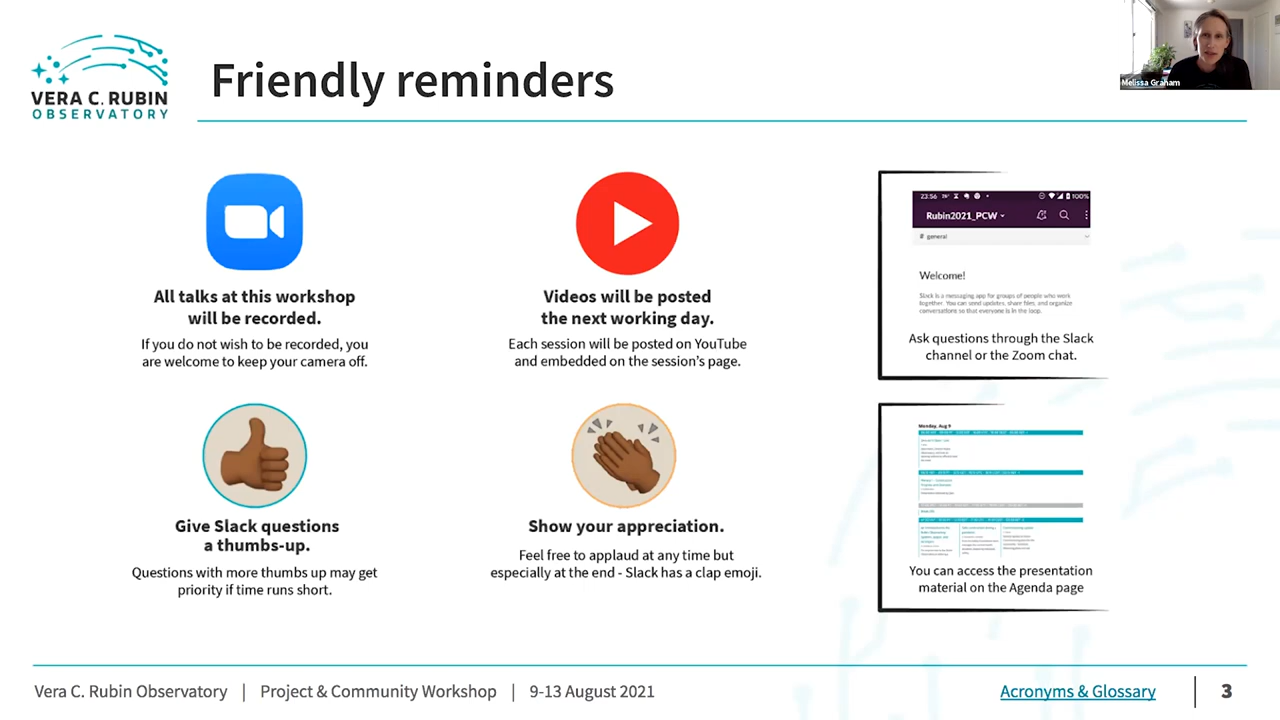 VERA C. RUBIN
OBSERVATORY
Friendly reminders
Melissa Graham
All talks at this workshop
will be recorded.
If you do not wish to be recorded, you
are welcome to keep your camera off.
Videos will be posted
the next working day.
Each session will be posted on YouTube
and embedded on the session's page.
23:56
100%
Rubin2021_PCW
# general
Welcome!
Slack is a messaging app for groups of people who work
together. You can send updates, share files, and organize
conversations so that everyone is in the loop.
Ask questions through the Slack
channel or the Zoom chat.
Give Slack questions
a thumbs-up.
Questions with more thumbs up may get
priority if time runs short.
Show your appreciation.
Feel free to applaud at any time but
especially at the end - Slack has a clap emoji.
Monday, Aug 9
You can access the presentation
material on the Agenda page
Vera C. Rubin Observatory | Project & Community Workshop | 9-13 August 2021
Acronyms & Glossary
3